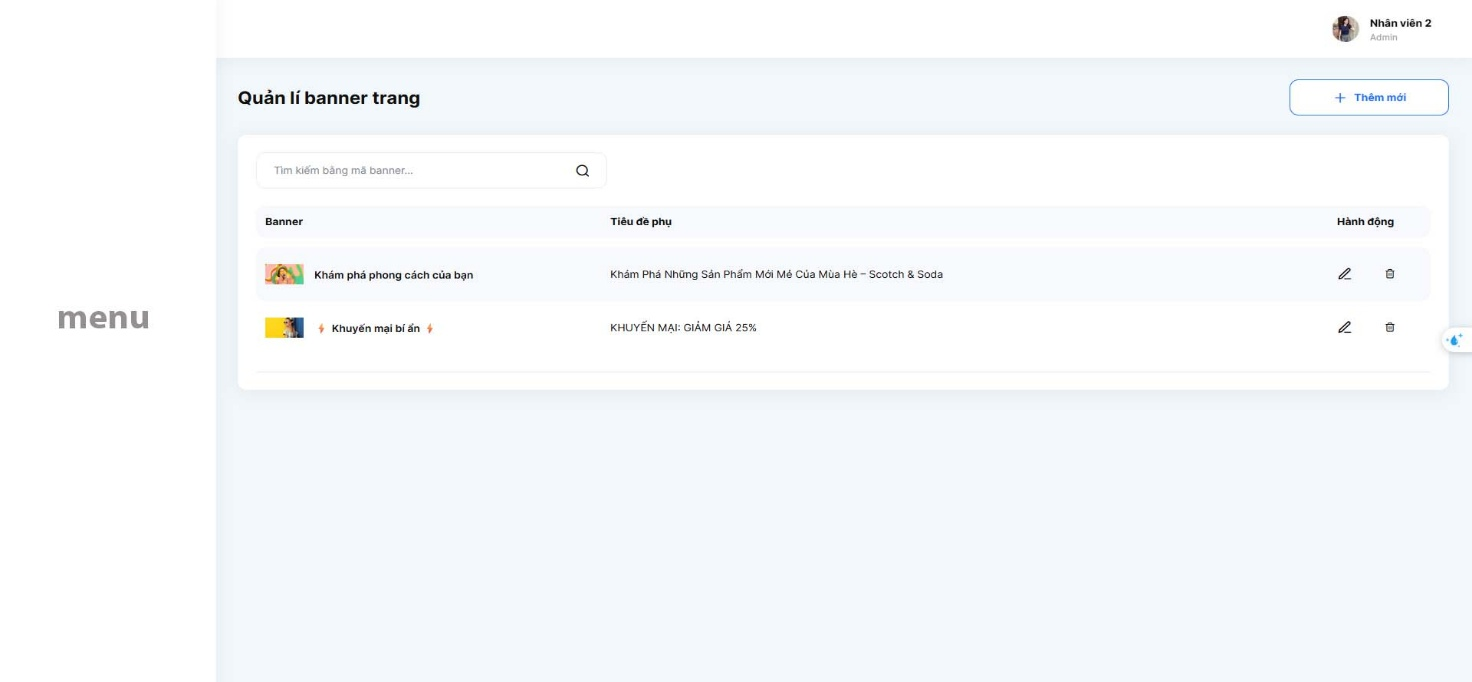 Nhân viên 2
Admin
Quản lí banner trang
Thêm mới
Tìm kiếm bằng mã banner...
Banner Tiêu đề phụ Hành động
Khám phá phong cách của bạn Khám Phá Những Sản Phẩm Mới Mẻ Của Mùa Hè – Scotch & Soda
Khuyến mại bí ẩn KHUYẾN MẠI: GIẢM GIÁ 25%
menu